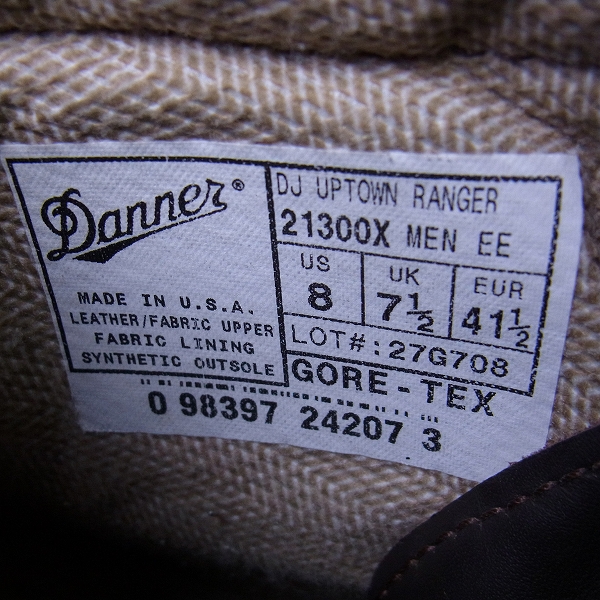 Danner®
MADE IN U.S.A.
LEATHER/FABRIC UPPER
FABRIC LINING
SYNTHETIC OUTSOLE
DJ UPTOWN RANGER
21300X MEN EE
US UK EUR
8 7½ 41½
LOT#:27G708
GORE-TEX
0 98397 24207 3